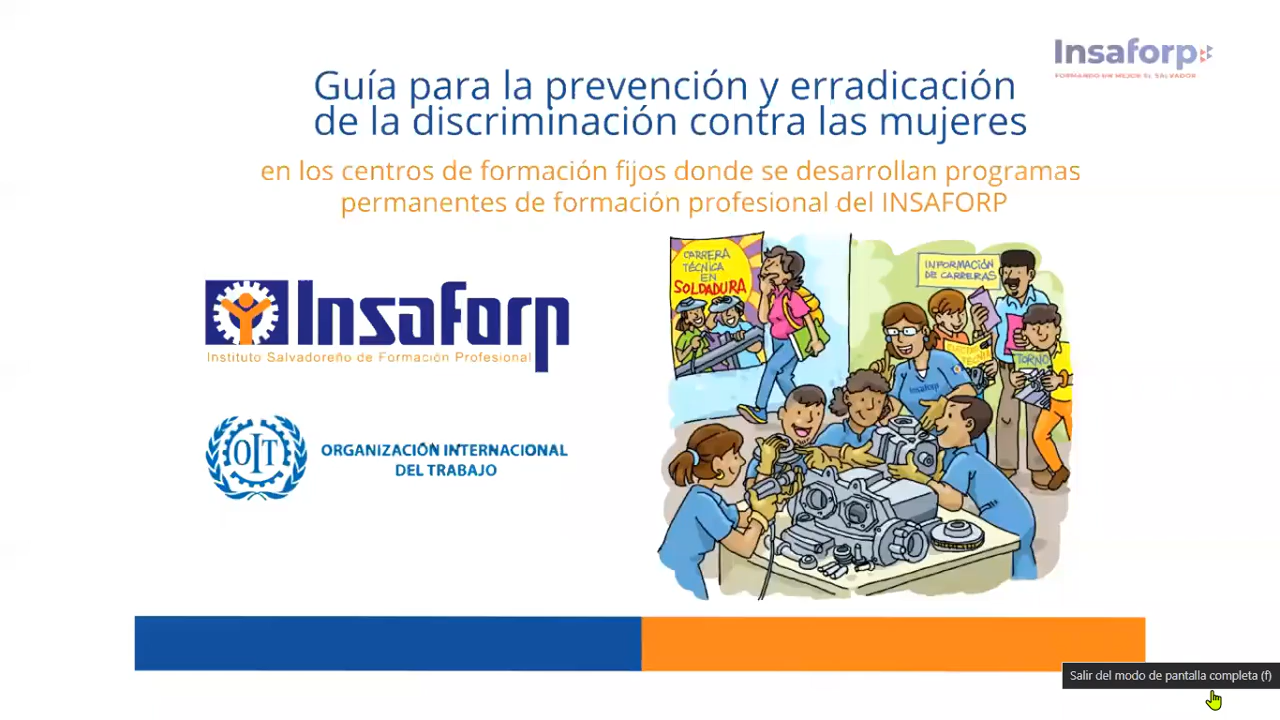 Insaforp
FORMANDO UN MEJOR EL SALVADOR
Guía para la prevención y erradicación
de la discriminación contra las mujeres
en los centros de formación fijos donde se desarrollan programas
permanentes de formación profesional del INSAFORP
Insaforp
Instituto Salvadoreño de Formación Profesional
OIT
ORGANIZACIÓN INTERNACIONAL
DEL TRABAJO
CARRERA
TÉCNICA
EN
SOLDADURA
INFORMACIÓN
DE CARRERAS
TORNO
Insaforp
Salir del modo de pantalla completa (f)